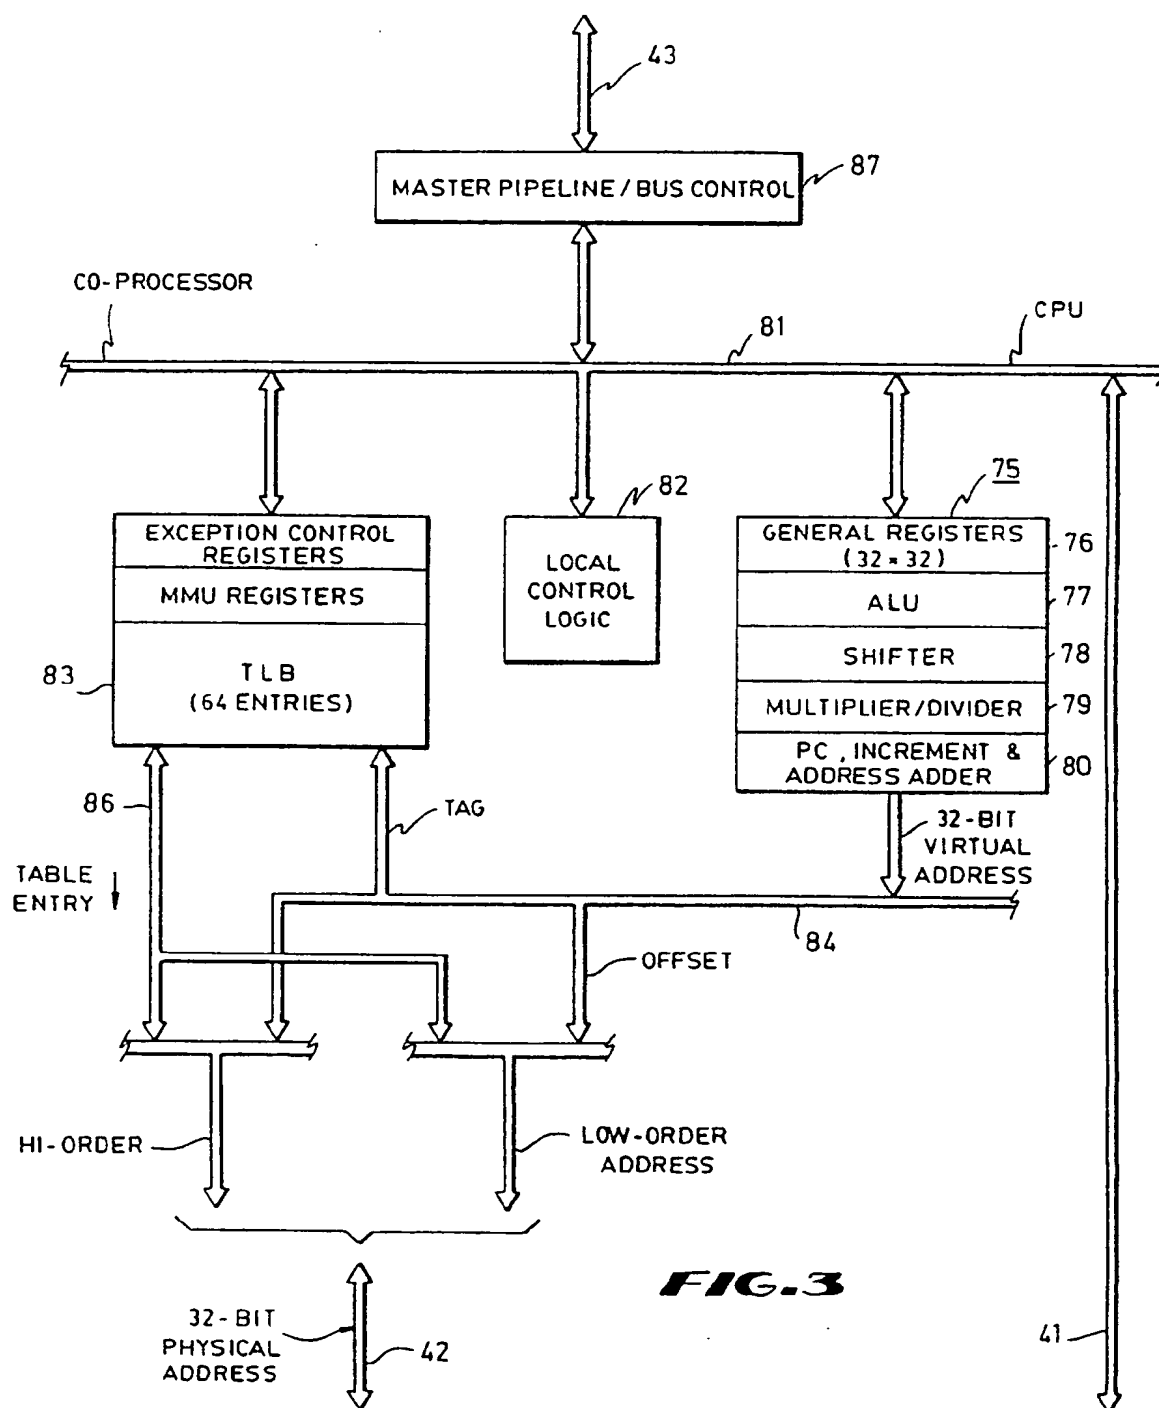 43
87
MASTER PIPELINE / BUS CONTROL
CO-PROCESSOR
81
CPU
82
75
EXCEPTION CONTROL
REGISTERS
MMU REGISTERS
83
TLB
(64 ENTRIES)
LOCAL
CONTROL
LOGIC
GENERAL REGISTERS
(32 × 32)
76
ALU
77
SHIFTER
78
MULTIPLIER/DIVIDER
79
PC, INCREMENT &
ADDRESS ADDER
80
86
TAG
32-BIT
VIRTUAL
ADDRESS
TABLE
ENTRY
84
OFFSET
HI-ORDER
LOW-ORDER
ADDRESS
FIG.3
32-BIT
PHYSICAL
ADDRESS
42
41